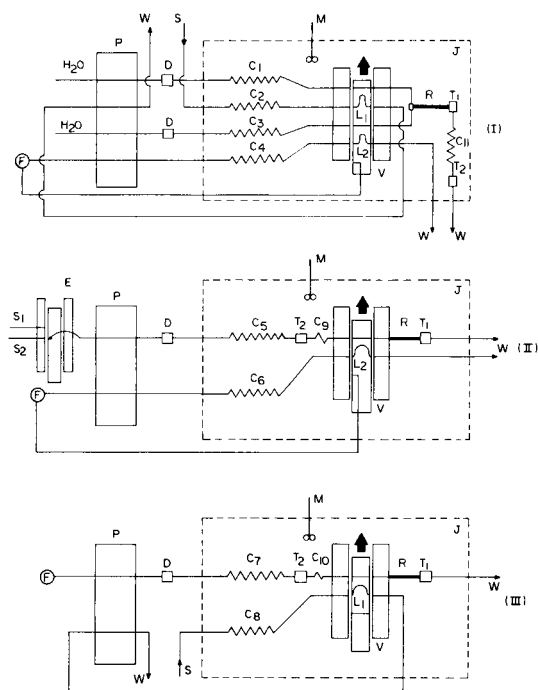 W S M
P J
H2O D C1
C2 L1 R T1 (I)
H2O D C3 C11
F C4 L2 T2
V
W W
E P M J
S1 D C5 T2 C9 R T1
S2 W (II)
F C6 L2
V
P M J
F D C7 T2 C10 R T1
W (III)
C8 L1
W S V